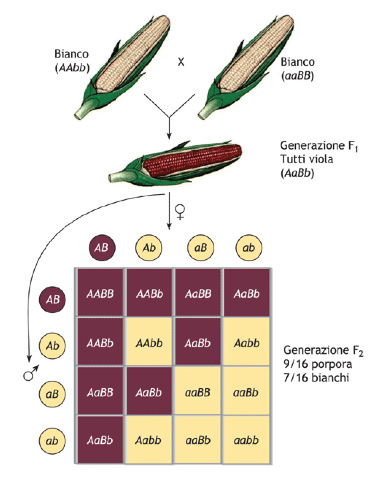 Bianco
(AAbb)
X
Bianco
(aaBB)
Generazione F1
Tutti viola
(AaBb)
♀
AB Ab aB ab
AB AABB AABb AaBB AaBb
Ab AABb AAbb AaBb Aabb
♂
aB AaBB AaBb aaBB aaBb
ab AaBb Aabb aaBb aabb
Generazione F2
9/16 porpora
7/16 bianchi